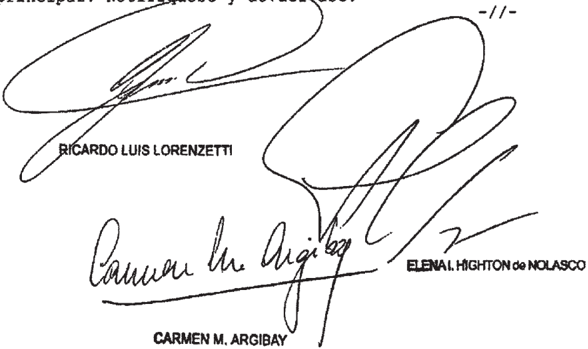 principal. Notifíquese y devuélvase.
-//-
RICARDO LUIS LORENZETTI
Carmen M. Argibay
ELENA I. HIGHTON de NOLASCO
CARMEN M. ARGIBAY